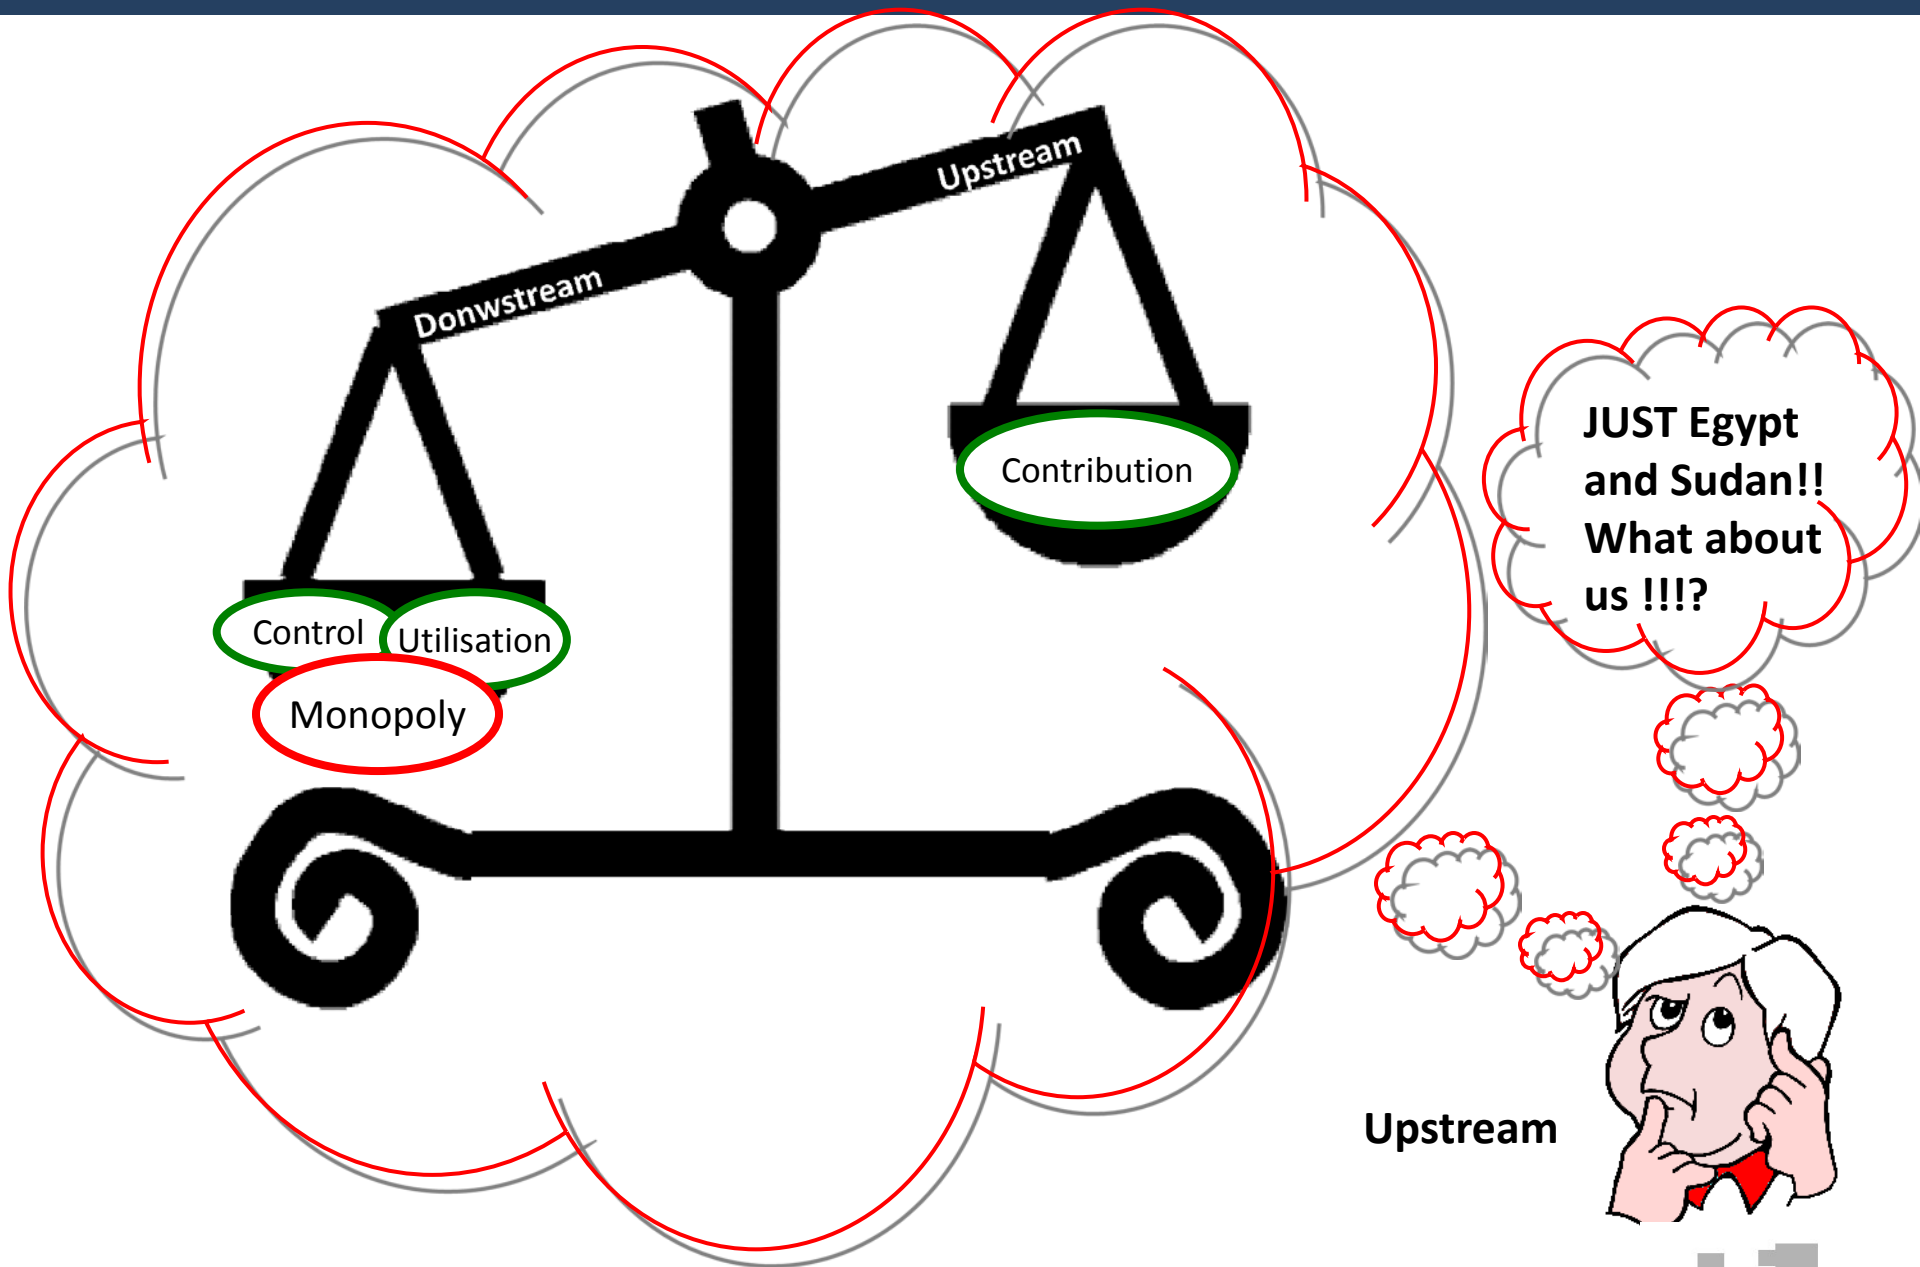 Upstream
Donwstream
Contribution
Control
Utilisation
Monopoly
JUST Egypt
and Sudan!!
What about
us !!!?
Upstream